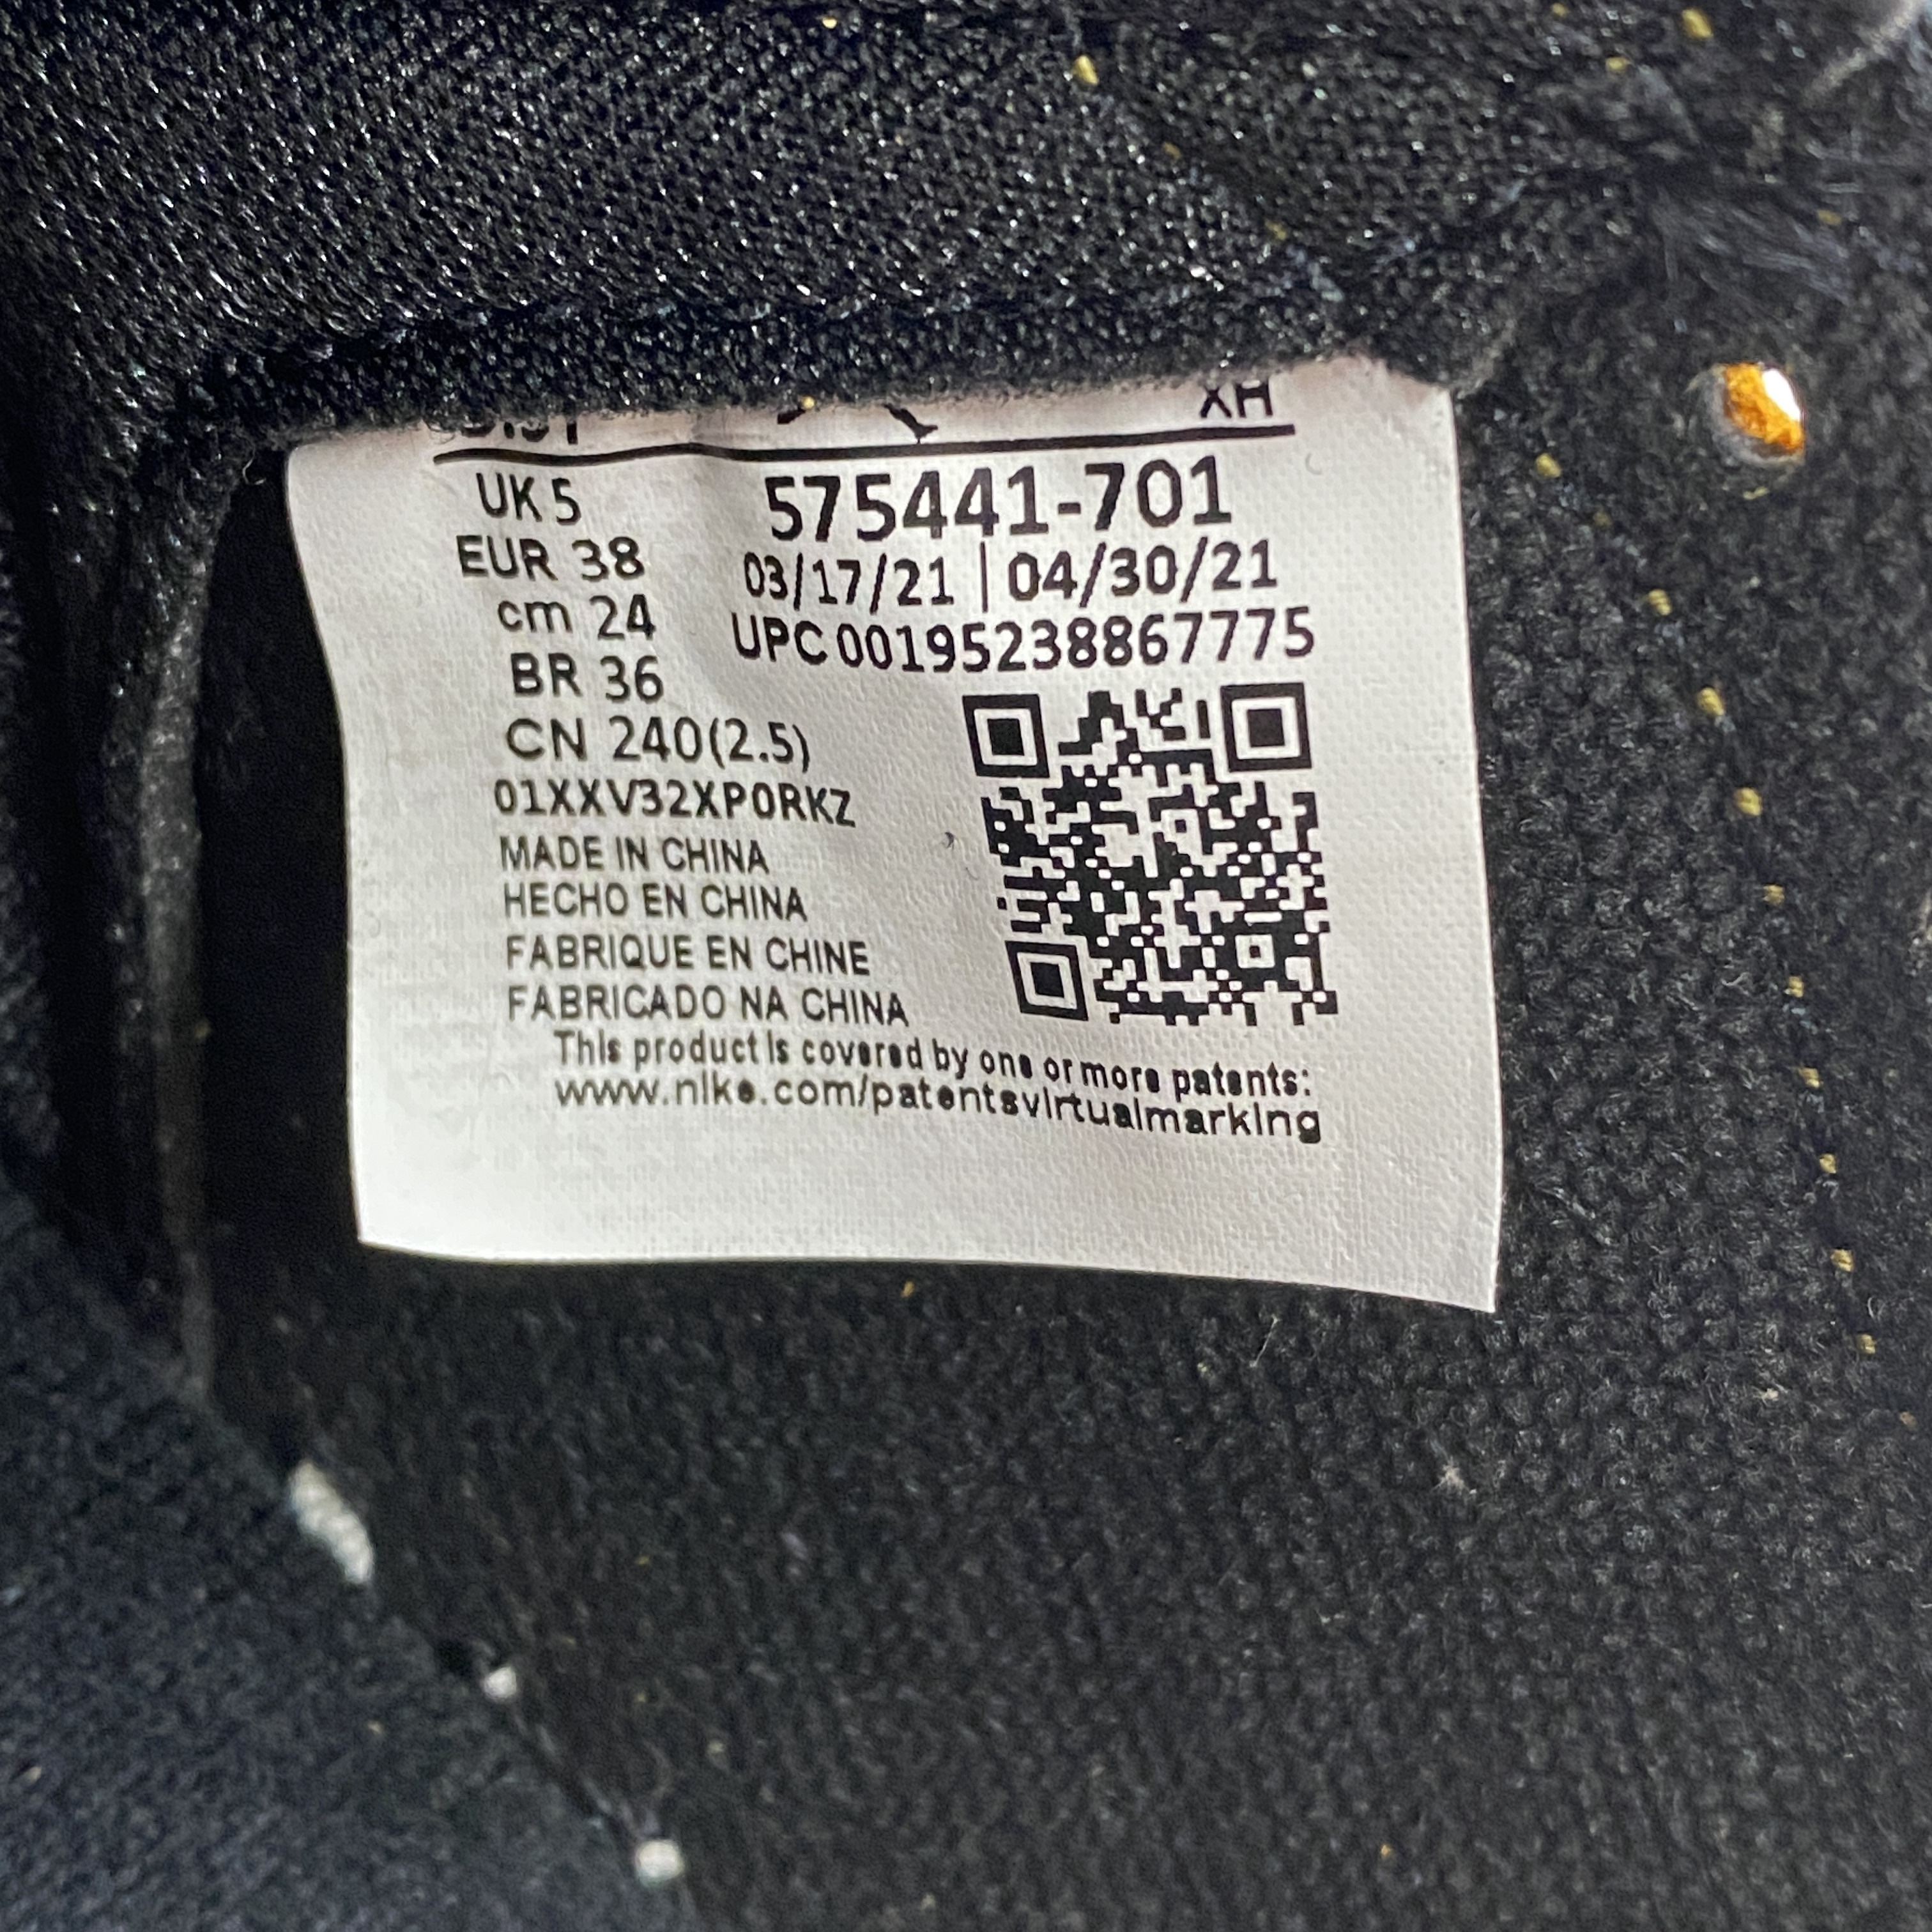 XH
UK 5
575441-701
EUR 38
03/17/21 | 04/30/21
cm 24
UPC 00195238867775
BR 36
CN 240(2.5)
01XXV32XP0RKZ
MADE IN CHINA
HECHO EN CHINA
FABRIQUE EN CHINE
FABRICADO NA CHINA
This product is covered by one or more patents:
www.nike.com/patentsvirtualmarking